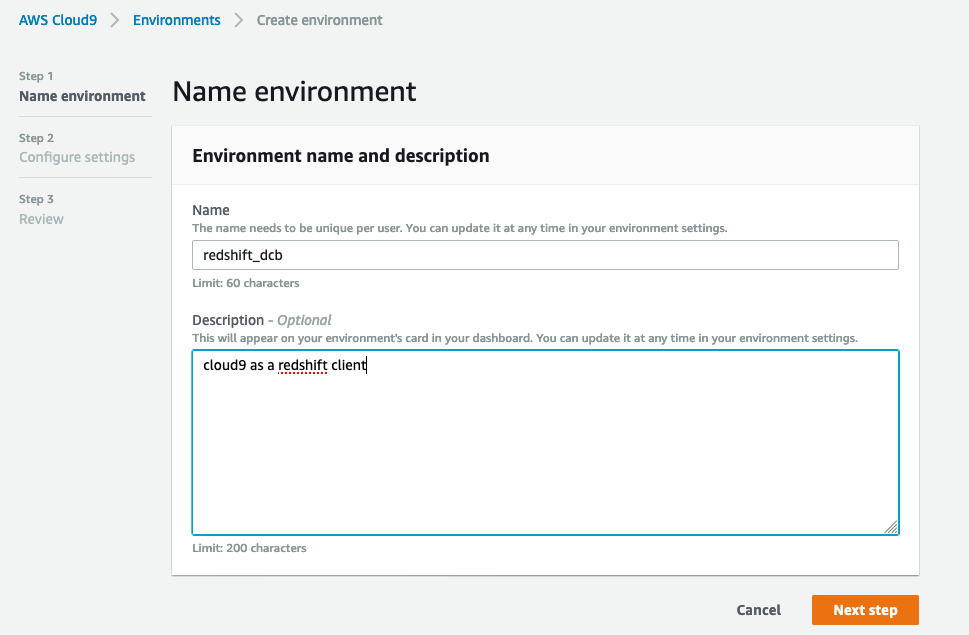 AWS Cloud9 > Environments > Create environment
Step 1
Name environment
Step 2
Configure settings
Step 3
Review
Name environment
Environment name and description
Name
The name needs to be unique per user. You can update it at any time in your environment settings.
redshift_dcb
Limit: 60 characters
Description - Optional
This will appear on your environment's card in your dashboard. You can update it at any time in your environment settings.
cloud9 as a redshift client
Limit: 200 characters
Cancel
Next step